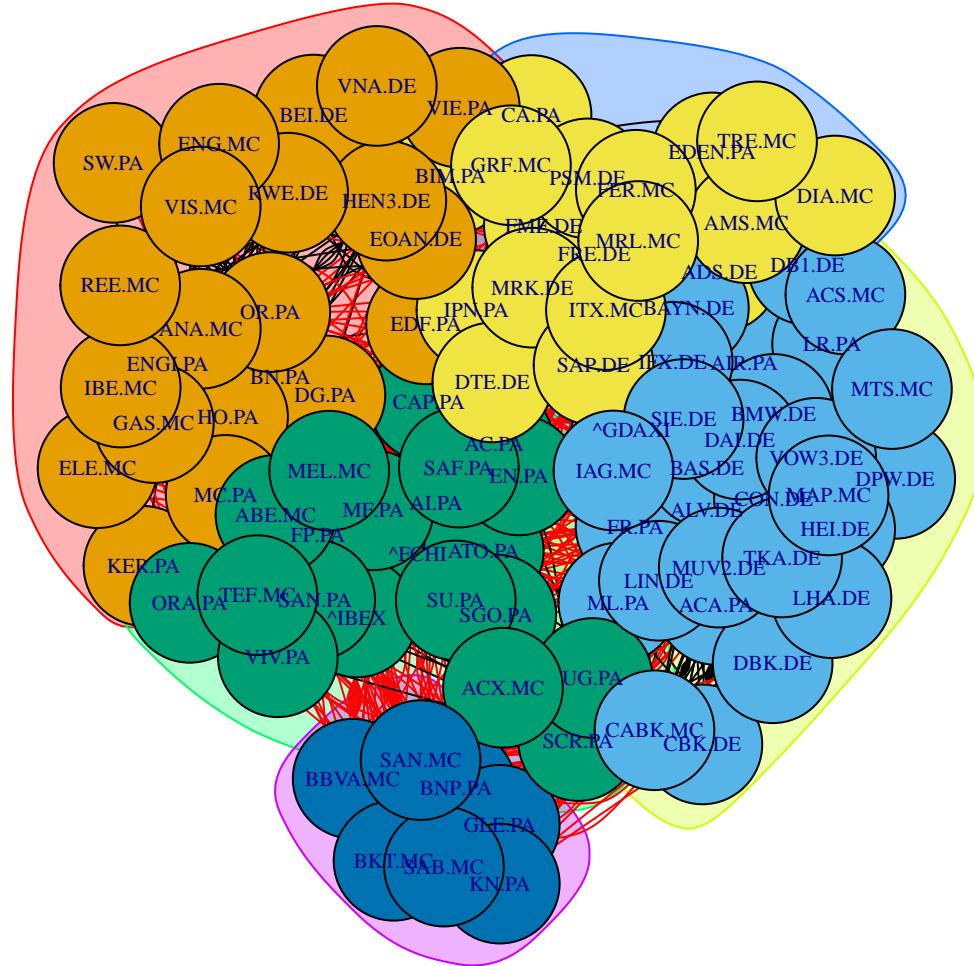 VNA.DE
BEI.DE
VIE.PA
CA.PA
ENG.MC
TRE.MC
EDEN.PA
SW.PA
GRF.MC
BIM.PA
PSM.DE
FER.MC
RWE.DE
HEN3.DE
DIA.MC
VIS.MC
FME.DE
AMS.MC
EOAN.DE
MRL.MC
FRE.DE
ADS.DE
DB1.DE
REE.MC
MRK.DE
ACS.MC
OR.PA
IPN.PA
ITX.MC
BAYN.DE
ANA.MC
EDF.PA
LR.PA
ENGI.PA
SAP.DE
IFX.DE
AIR.PA
BN.PA
IBE.MC
DTE.DE
MTS.MC
DG.PA
CAP.PA
GAS.MC
HO.PA
SIE.DE
BMW.DE
^GDAXI
AC.PA
DAI.DE
ELE.MC
MEL.MC
SAF.PA
EN.PA
IAG.MC
BAS.DE
VOW3.DE
DPW.DE
MC.PA
AI.PA
CON.DE
MAP.MC
ABE.MC
MF.PA
ALV.DE
FP.PA
FR.PA
HEI.DE
^FCHI
ATO.PA
KER.PA
MUV2.DE
TKA.DE
LIN.DE
ORA.PA
TEF.MC
SAN.PA
SU.PA
ML.PA
ACA.PA
LHA.DE
^IBEX
SGO.PA
VIV.PA
DBK.DE
ACX.MC
UG.PA
CABK.MC
SCR.PA
CBK.DE
SAN.MC
BBVA.MC
BNP.PA
GLE.PA
BKT.MC
SAB.MC
KN.PA